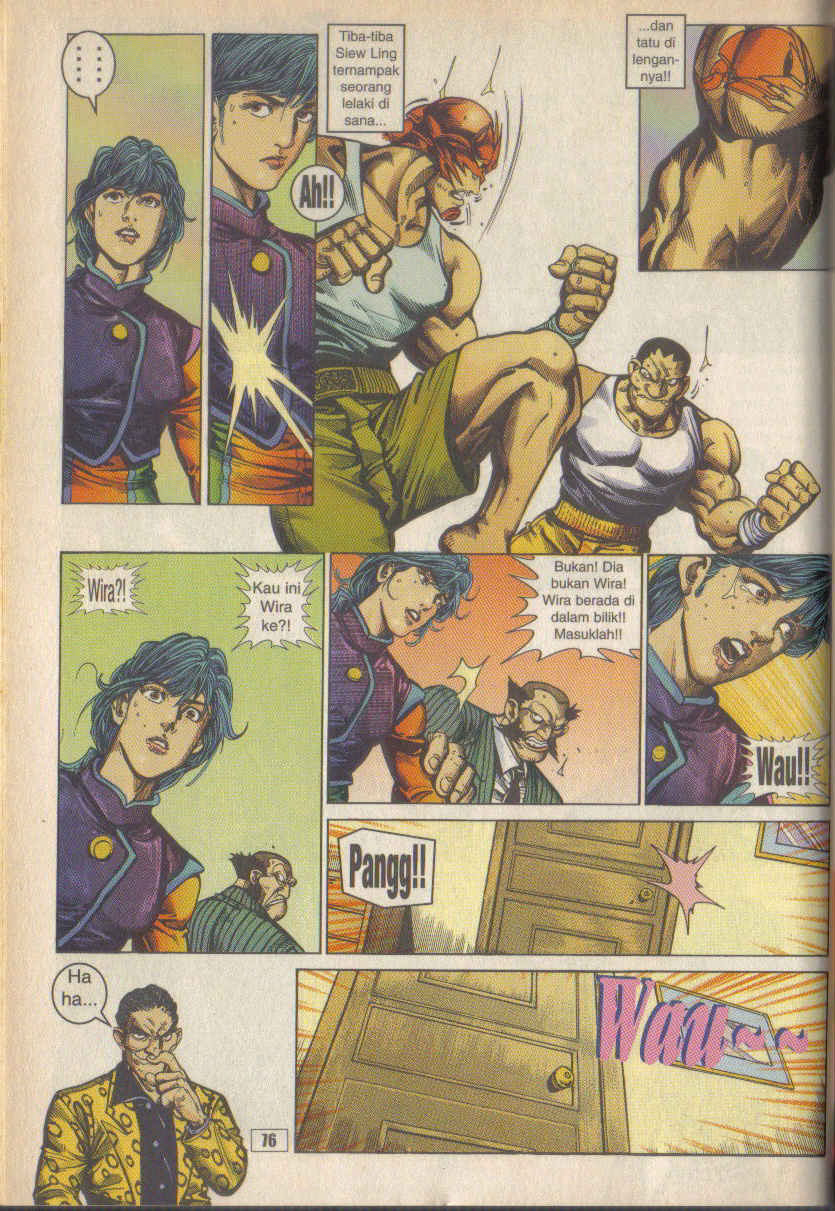 Tiba-tiba
Siew Ling
ternampak
seorang
lelaki di
sana...
...dan
tatu di
lengan-
nya!!
Ah!!
Wira?!
Kau ini
Wira
ke?!
Bukan! Dia
bukan Wira!
Wira berada di
dalam bilik!!
Masuklah!!
Wau!!
Pangg!!
Ha
ha...
Wau~~
76